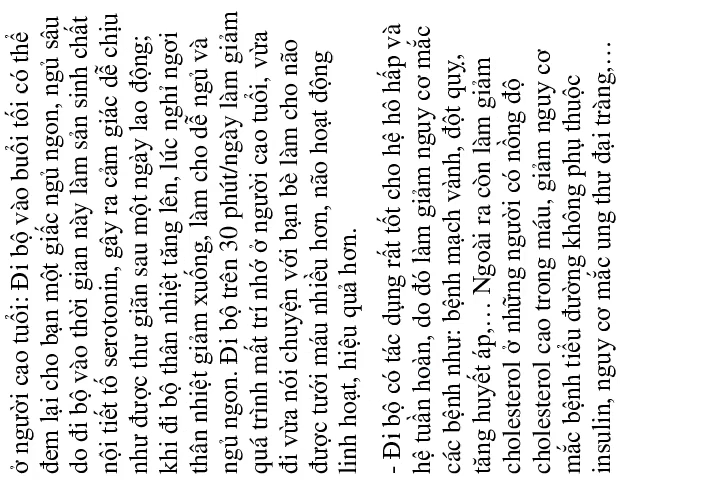 ở người cao tuổi: Đi bộ vào buổi tối có thể
đem lại cho bạn một giấc ngủ ngon, ngủ sâu
do đi bộ vào thời gian này làm sản sinh chất
nội tiết tố serotonin, gây ra cảm giác dễ chịu
như được thư giãn sau một ngày lao động;
khi đi bộ thân nhiệt tăng lên, lúc nghỉ ngơi
thân nhiệt giảm xuống, làm cho dễ ngủ và
ngủ ngon. Đi bộ trên 30 phút/ngày làm giảm
quá trình mất trí nhớ ở người cao tuổi, vừa
đi vừa nói chuyện với bạn bè làm cho não
được tưới máu nhiều hơn, não hoạt động
linh hoạt, hiệu quả hơn.
- Đi bộ có tác dụng rất tốt cho hệ hô hấp và
hệ tuần hoàn, do đó làm giảm nguy cơ mắc
các bệnh như: bệnh mạch vành, đột quỵ,
tăng huyết áp,… Ngoài ra còn làm giảm
cholesterol ở những người có nồng độ
cholesterol cao trong máu, giảm nguy cơ
mắc bệnh tiểu đường không phụ thuộc
insulin, nguy cơ mắc ung thư đại tràng,…